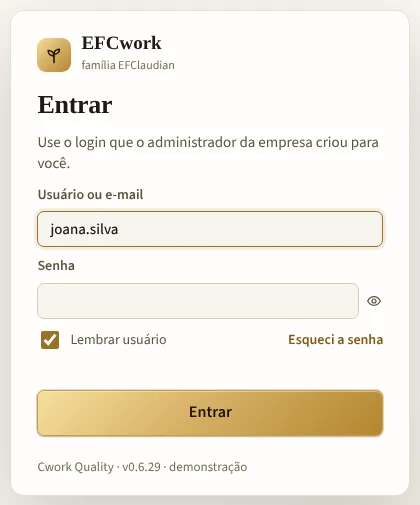 EFCwork
família EFClaudian
Entrar
Use o login que o administrador da empresa criou para
você.
Usuário ou e-mail
joana.silva
Senha
Lembrar usuário
Esqueci a senha
Entrar
Cwork Quality · v0.6.29 · demonstração